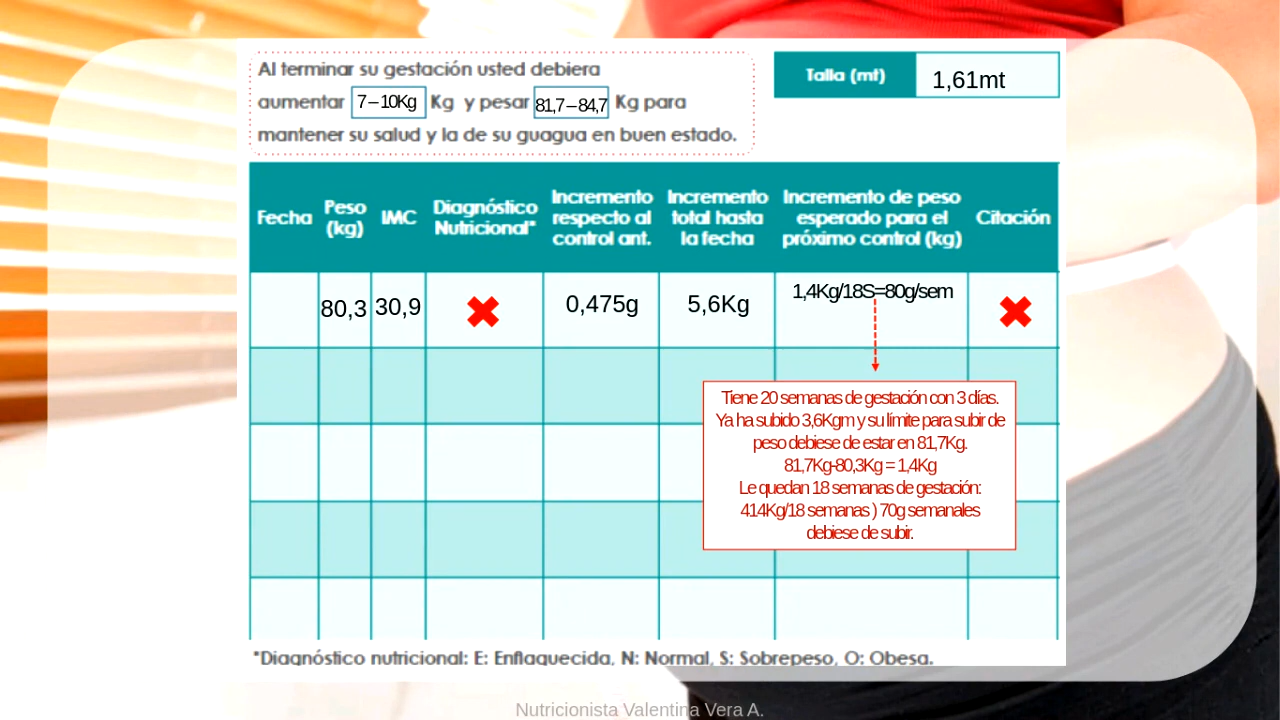 Al terminar su gestación usted debiera
aumentar 7–10Kg Kg y pesar 81,7–84,7 Kg para
mantener su salud y la de su guagua en buen estado.
Talla (mt) 1,61mt
Fecha
Peso
(kg)
IMC
Diagnóstico
Nutricional*
Incremento
respecto al
control ant.
Incremento
total hasta
la fecha
Incremento de peso
esperado para el
próximo control (kg)
Citación
80,3 30,9 0,475g 5,6Kg 1,4Kg/18S=80g/sem
Tiene 20 semanas de gestación con 3 días.
Ya ha subido 3,6Kgm y su límite para subir de
peso debiese de estar en 81,7Kg.
81,7Kg-80,3Kg = 1,4Kg
Le quedan 18 semanas de gestación:
414Kg/18 semanas ) 70g semanales
debiese de subir.
*Diagnóstico nutricional: E: Enflaquecida, N: Normal, S: Sobrepeso, O: Obesa.
Nutricionista Valentina Vera A.